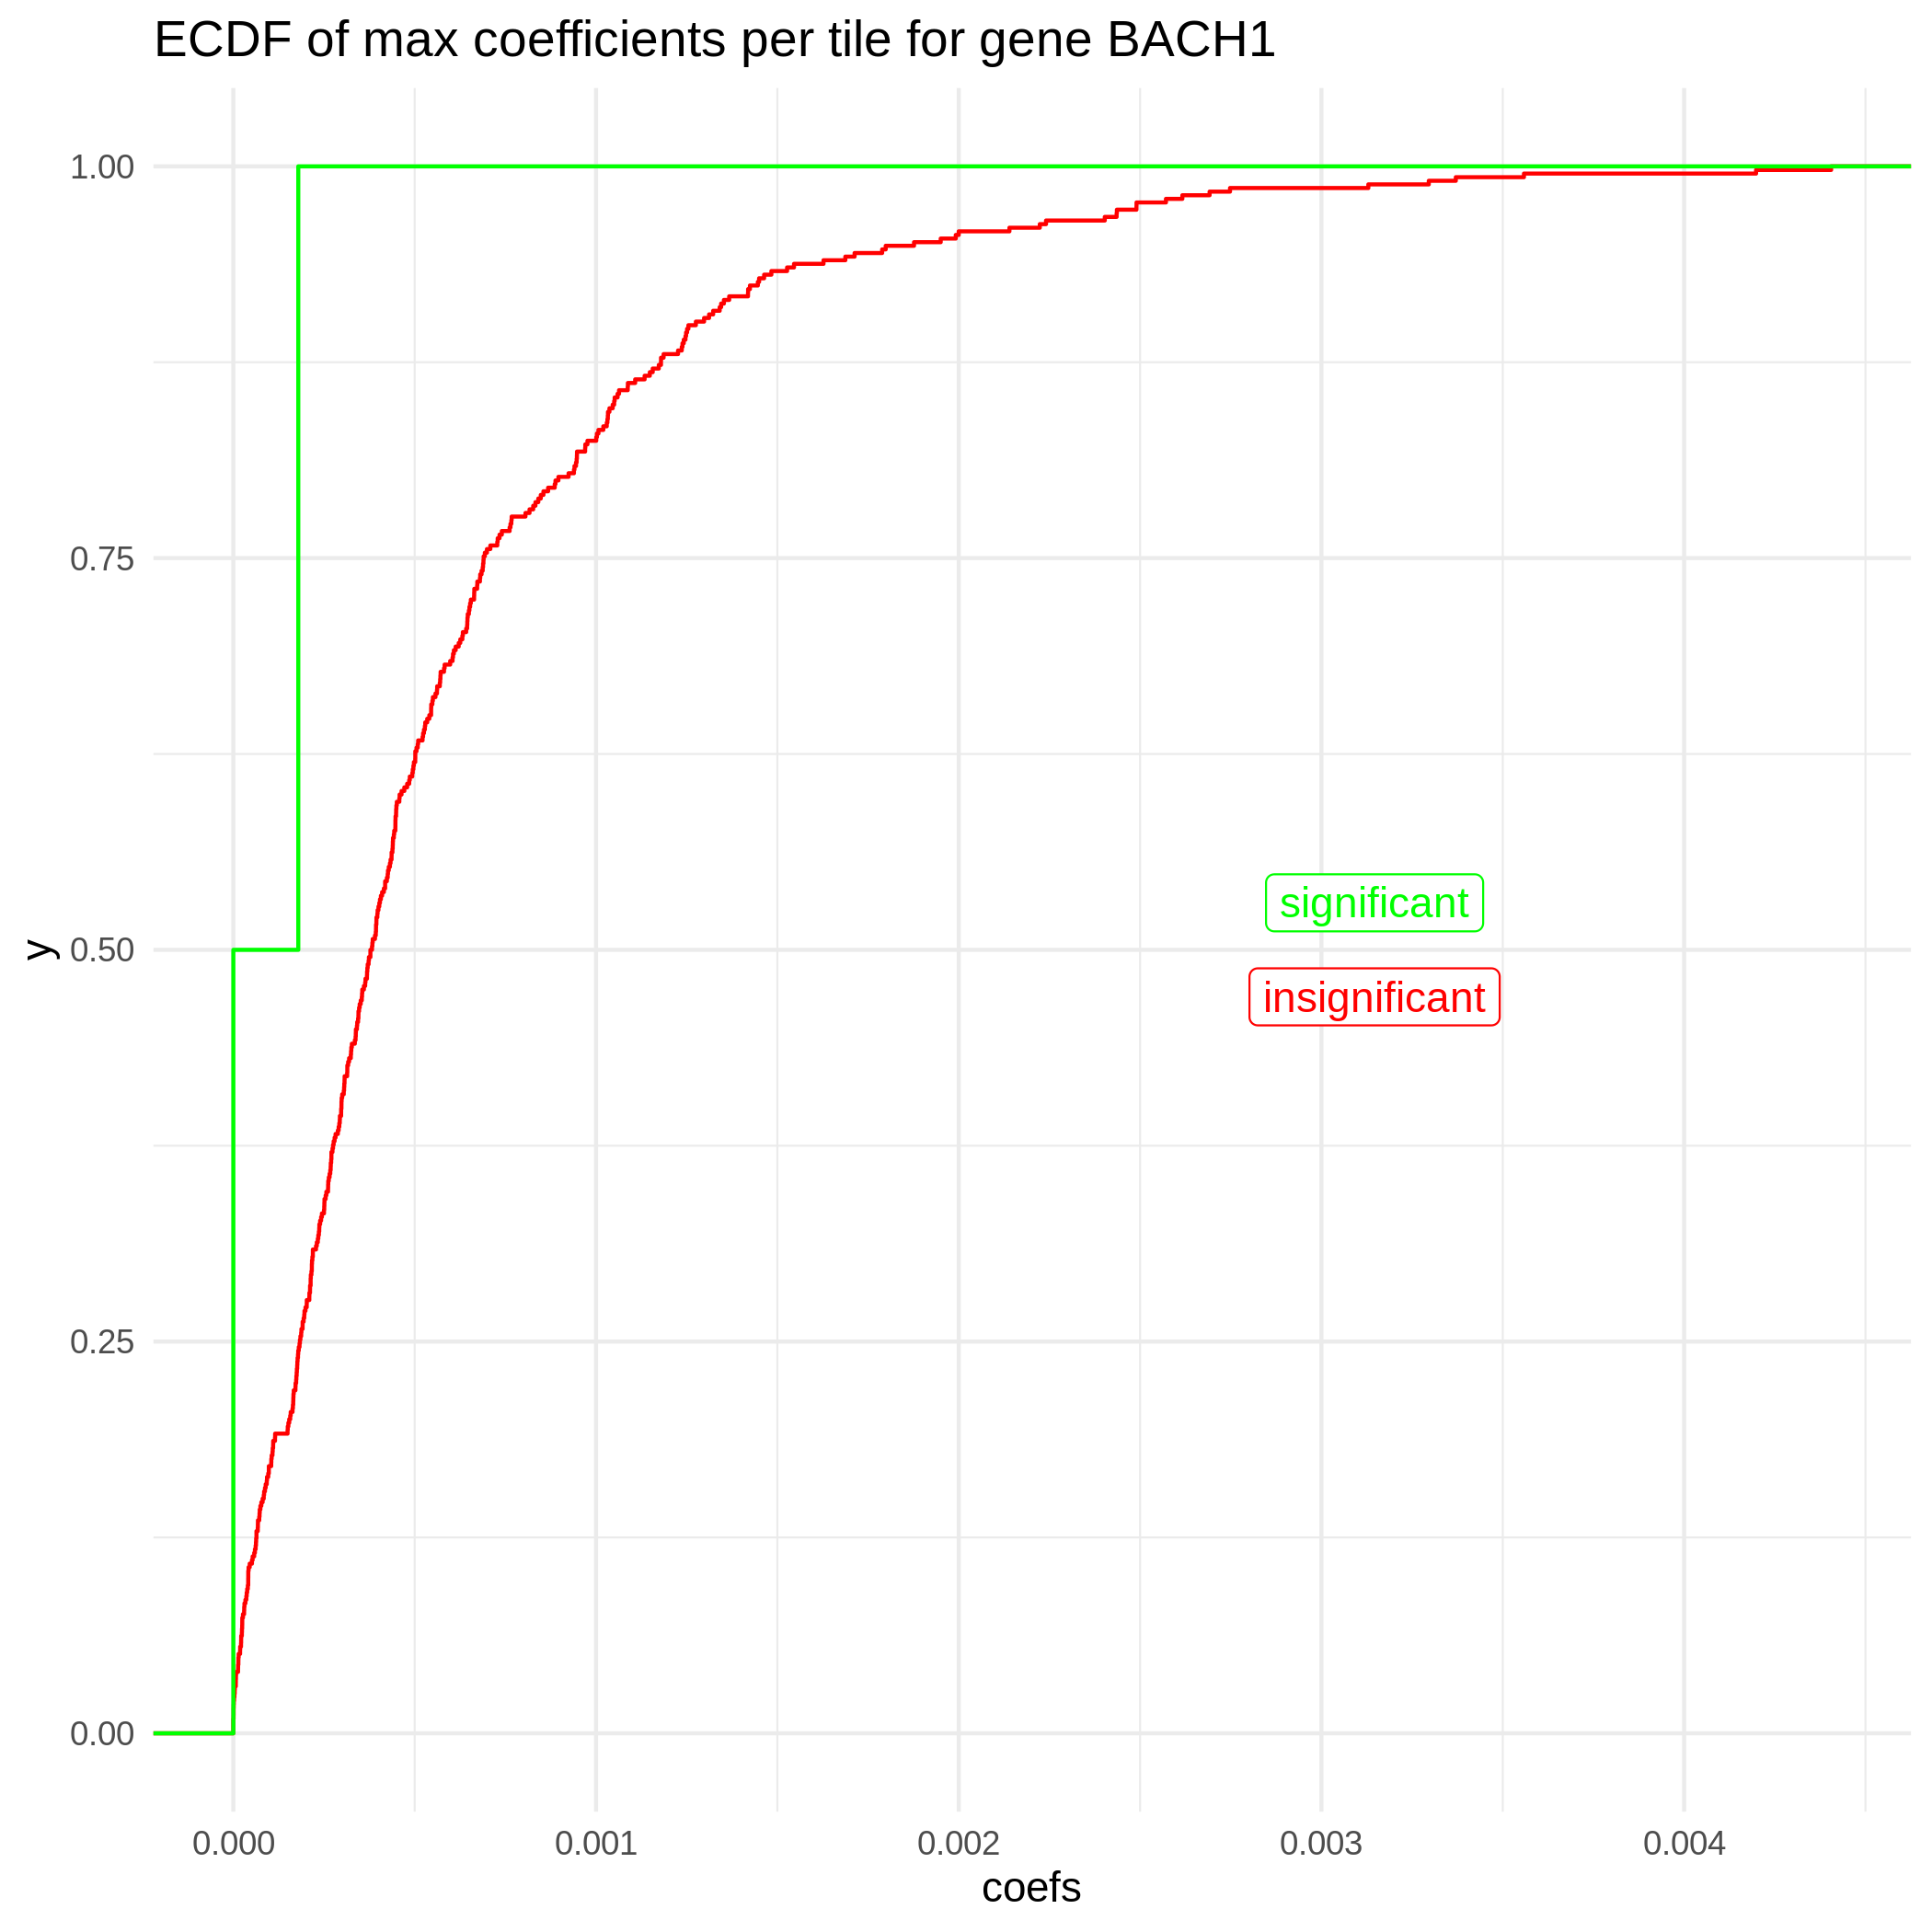 ECDF of max coefficients per tile for gene BACH1
1.00
0.75
0.50
0.25
0.00
y
significant
insignificant
0.000 0.001 0.002 0.003 0.004
coefs